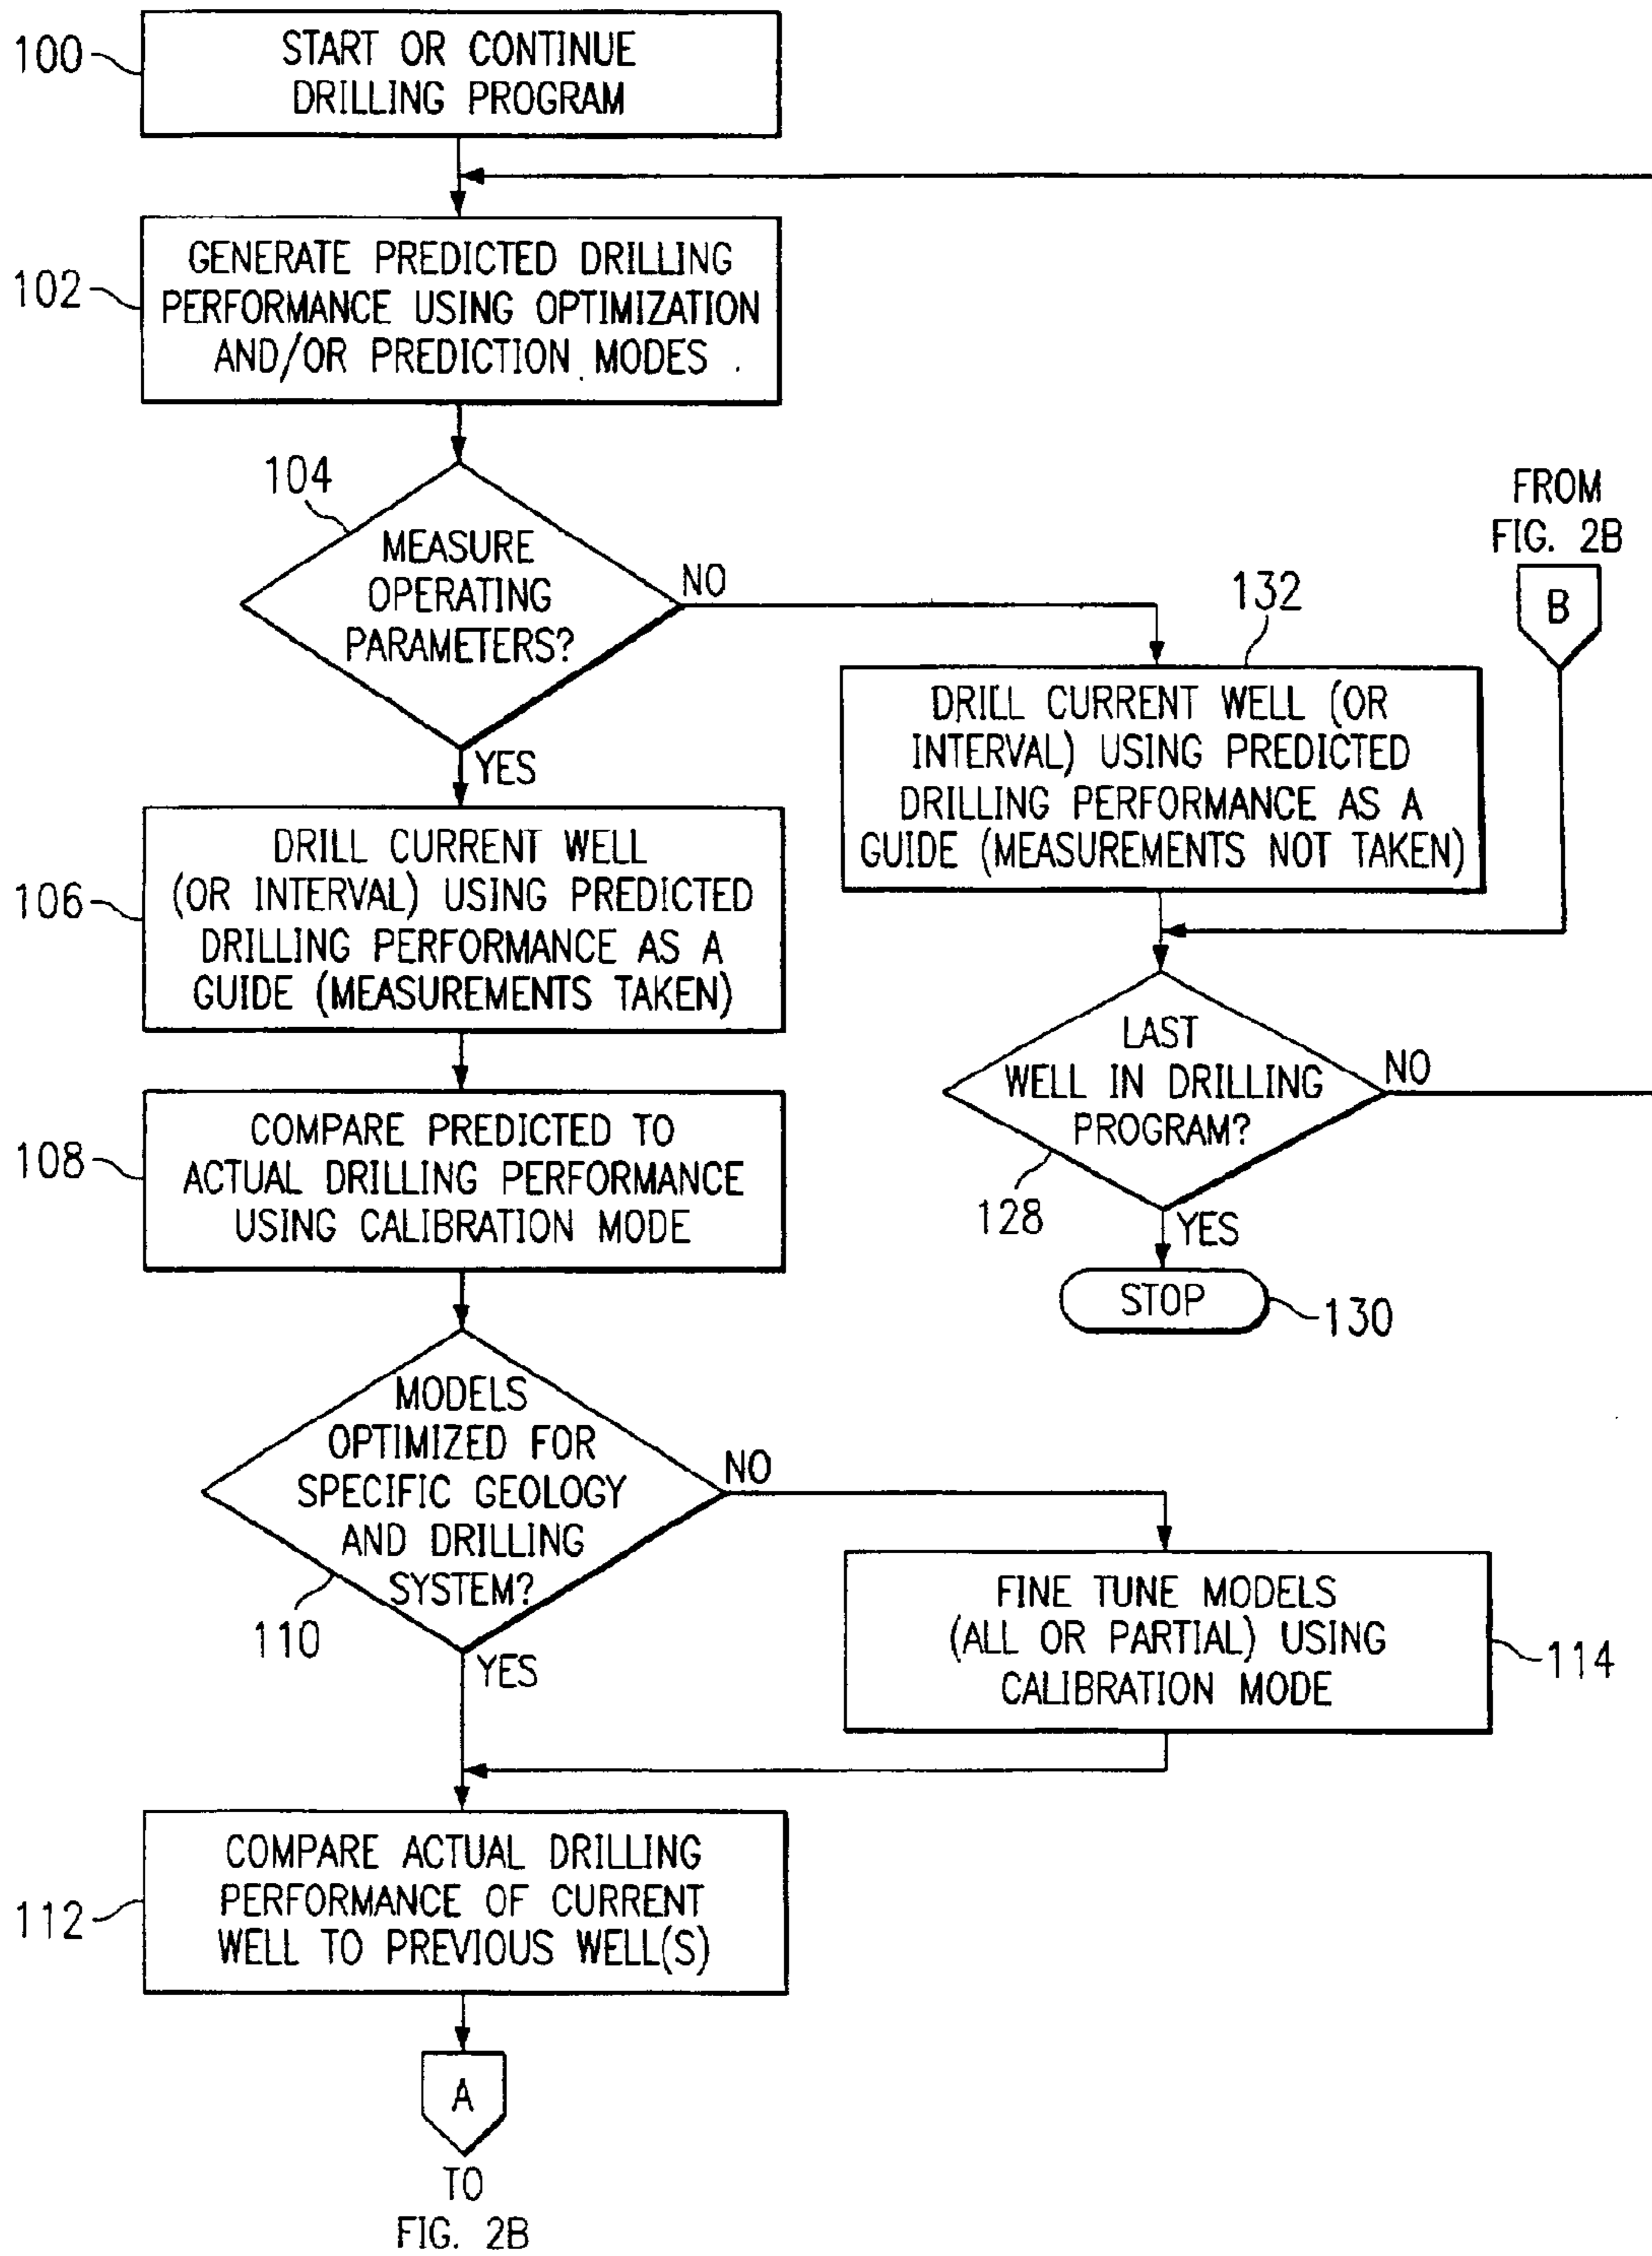 100
START OR CONTINUE
DRILLING PROGRAM
102
GENERATE PREDICTED DRILLING
PERFORMANCE USING OPTIMIZATION
AND/OR PREDICTION MODES
104
MEASURE
OPERATING
PARAMETERS?
NO
YES
FROM
FIG. 2B
B
132
DRILL CURRENT WELL (OR
INTERVAL) USING PREDICTED
DRILLING PERFORMANCE AS A
GUIDE (MEASUREMENTS NOT TAKEN)
106
DRILL CURRENT WELL
(OR INTERVAL) USING PREDICTED
DRILLING PERFORMANCE AS A
GUIDE (MEASUREMENTS TAKEN)
LAST
WELL IN DRILLING
PROGRAM?
NO
128
YES
STOP
130
108
COMPARE PREDICTED TO
ACTUAL DRILLING PERFORMANCE
USING CALIBRATION MODE
MODELS
OPTIMIZED FOR
SPECIFIC GEOLOGY
AND DRILLING
SYSTEM?
NO
110
YES
FINE TUNE MODELS
(ALL OR PARTIAL) USING
CALIBRATION MODE
114
112
COMPARE ACTUAL DRILLING
PERFORMANCE OF CURRENT
WELL TO PREVIOUS WELL(S)
A
TO
FIG. 2B